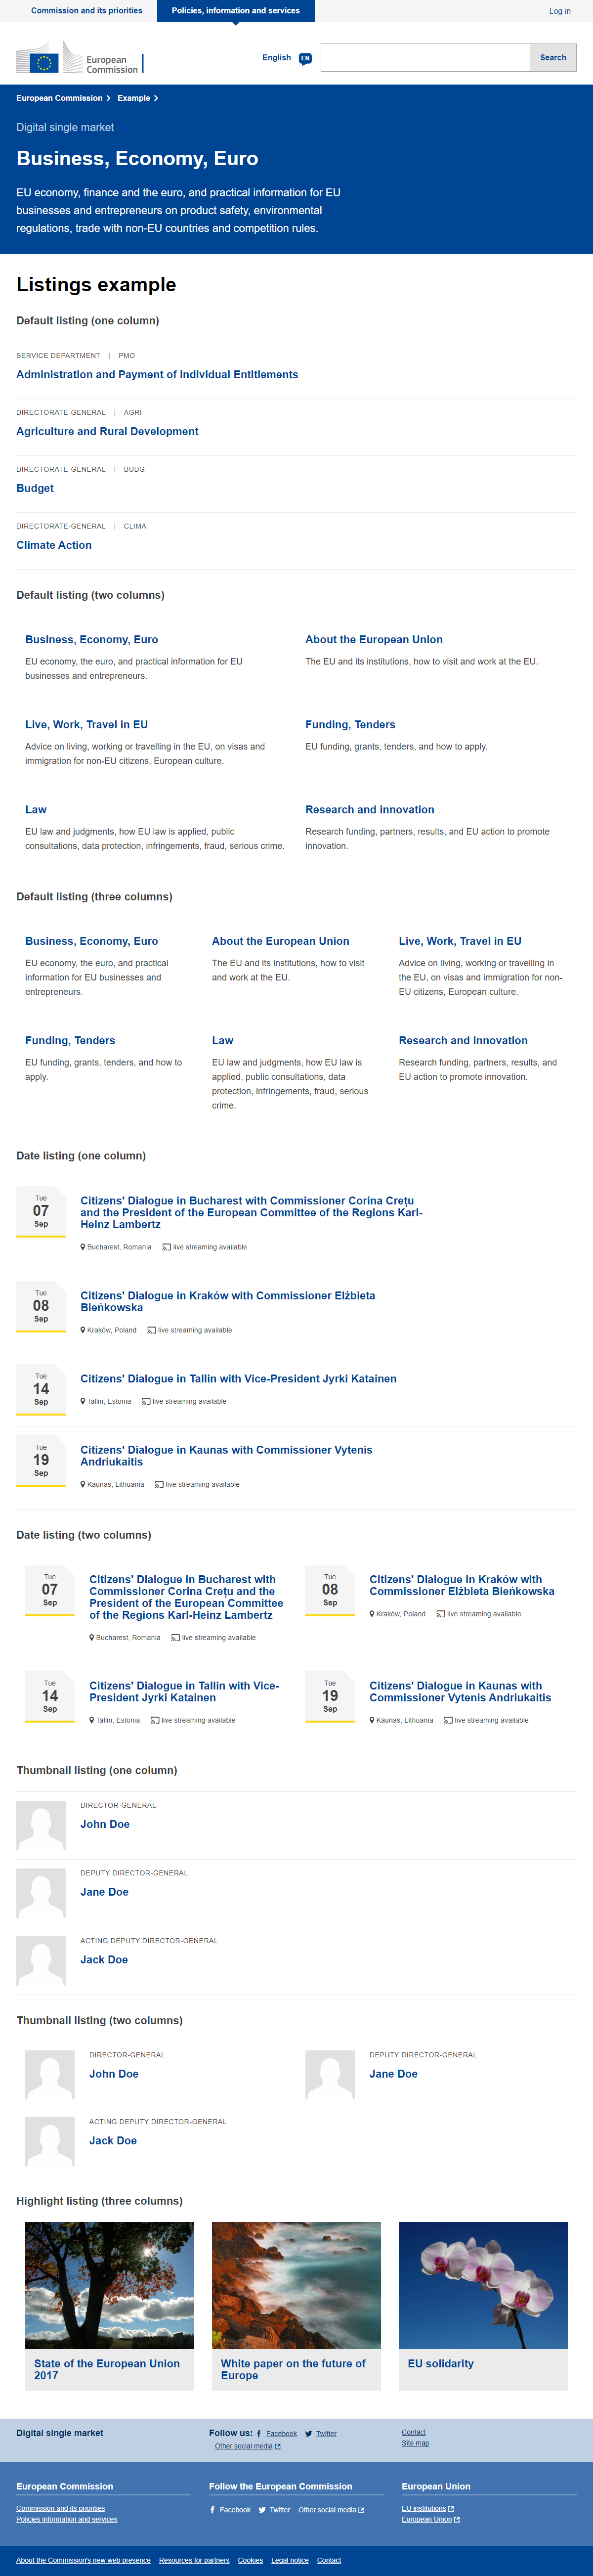 Commission and its priorities
Policies, information and services
Log in
European
Commission
English
EN
Search
European Commission
Example
Digital single market
Business, Economy, Euro
EU economy, finance and the euro, and practical information for EU
businesses and entrepreneurs on product safety, environmental
regulations, trade with non-EU countries and competition rules.
Listings example
Default listing (one column)
SERVICE DEPARTMENT | PMO
Administration and Payment of Individual Entitlements
DIRECTORATE-GENERAL | AGRI
Agriculture and Rural Development
DIRECTORATE-GENERAL | BUDG
Budget
DIRECTORATE-GENERAL | CLIMA
Climate Action
Default listing (two columns)
Business, Economy, Euro
EU economy, the euro, and practical information for EU
businesses and entrepreneurs.
About the European Union
The EU and its institutions, how to visit and work at the EU.
Live, Work, Travel in EU
Advice on living, working or travelling in the EU, on visas and
immigration for non-EU citizens, European culture.
Funding, Tenders
EU funding, grants, tenders, and how to apply.
Law
EU law and judgments, how EU law is applied, public
consultations, data protection, infringements, fraud, serious crime.
Research and innovation
Research funding, partners, results, and EU action to promote
innovation.
Default listing (three columns)
Business, Economy, Euro
EU economy, the euro, and practical
information for EU businesses and
entrepreneurs.
About the European Union
The EU and its institutions, how to visit
and work at the EU.
Live, Work, Travel in EU
Advice on living, working or travelling in
the EU, on visas and immigration for non-
EU citizens, European culture.
Funding, Tenders
EU funding, grants, tenders, and how to
apply.
Law
EU law and judgments, how EU law is
applied, public consultations, data
protection, infringements, fraud, serious
crime.
Research and innovation
Research funding, partners, results, and
EU action to promote innovation.
Date listing (one column)
Tue
07
Sep
Citizens' Dialogue in Bucharest with Commissioner Corina Crețu
and the President of the European Committee of the Regions Karl-
Heinz Lambertz
Bucharest, Romania
live streaming available
Tue
08
Sep
Citizens' Dialogue in Kraków with Commissioner Elżbieta
Bieńkowska
Kraków, Poland
live streaming available
Tue
14
Sep
Citizens' Dialogue in Tallin with Vice-President Jyrki Katainen
Tallin, Estonia
live streaming available
Tue
19
Sep
Citizens' Dialogue in Kaunas with Commissioner Vytenis
Andriukaitis
Kaunas, Lithuania
live streaming available
Date listing (two columns)
Tue
07
Sep
Citizens' Dialogue in Bucharest with
Commissioner Corina Crețu and the
President of the European Committee
of the Regions Karl-Heinz Lambertz
Bucharest, Romania
live streaming available
Tue
08
Sep
Citizens' Dialogue in Kraków with
Commissioner Elżbieta Bieńkowska
Kraków, Poland
live streaming available
Tue
14
Sep
Citizens' Dialogue in Tallin with Vice-
President Jyrki Katainen
Tallin, Estonia
live streaming available
Tue
19
Sep
Citizens' Dialogue in Kaunas with
Commissioner Vytenis Andriukaitis
Kaunas, Lithuania
live streaming available
Thumbnail listing (one column)
DIRECTOR-GENERAL
John Doe
DEPUTY DIRECTOR-GENERAL
Jane Doe
ACTING DEPUTY DIRECTOR-GENERAL
Jack Doe
Thumbnail listing (two columns)
DIRECTOR-GENERAL
John Doe
DEPUTY DIRECTOR-GENERAL
Jane Doe
ACTING DEPUTY DIRECTOR-GENERAL
Jack Doe
Highlight listing (three columns)
State of the European Union
2017
White paper on the future of
Europe
EU solidarity
Digital single market
Follow us: Facebook Twitter
Other social media
Contact
Site map
European Commission
Commission and its priorities
Policies information and services
Follow the European Commission
Facebook Twitter Other social media
European Union
EU institutions
European Union
About the Commission's new web presence Resources for partners Cookies Legal notice Contact